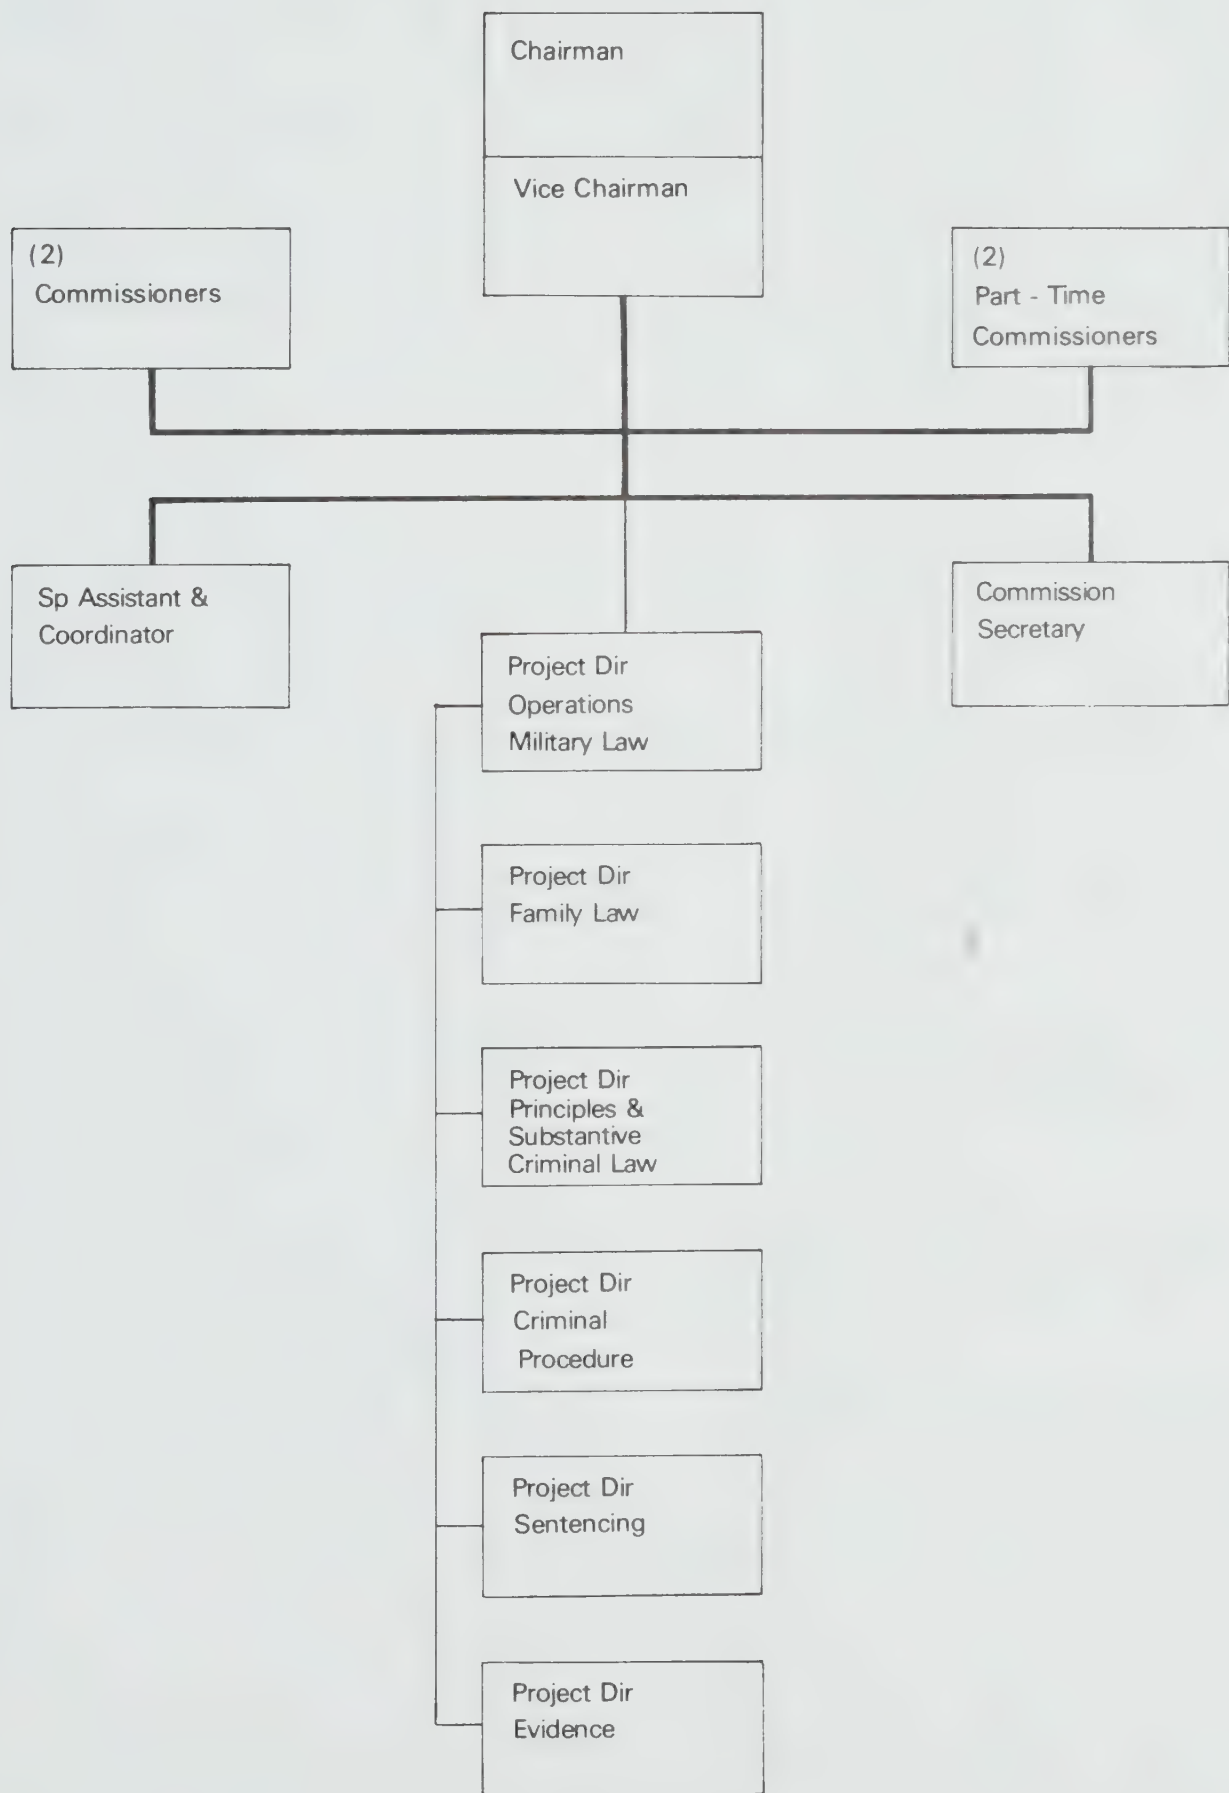 Chairman
Vice Chairman
(2)
Commissioners
(2)
Part - Time
Commissioners
Sp Assistant &
Coordinator
Commission
Secretary
Project Dir
Operations
Military Law
Project Dir
Family Law
Project Dir
Principles &
Substantive
Criminal Law
Project Dir
Criminal
Procedure
Project Dir
Sentencing
Project Dir
Evidence